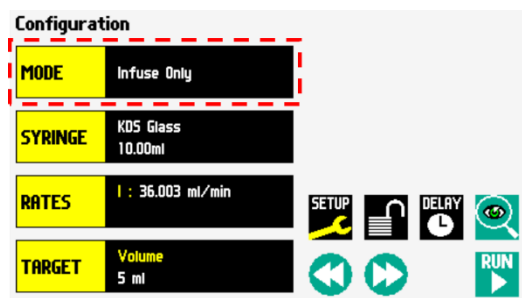 Configuration
MODE
Infuse Only
SYRINGE
KDS Glass
10.00ml
RATES
I : 36.003 ml/min
TARGET
Volume
5 ml
SETUP
DELAY
RUN